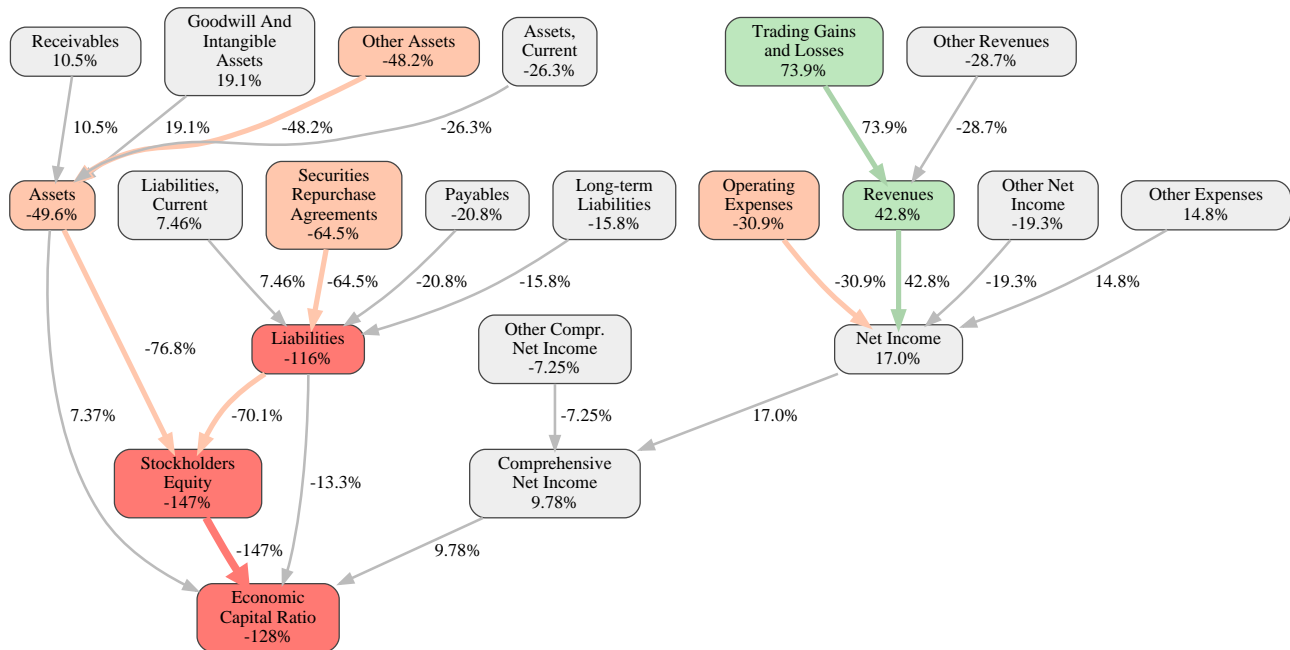 Receivables
10.5%
Goodwill And
Intangible
Assets
19.1%
Other Assets
-48.2%
Assets,
Current
-26.3%
Trading Gains
and Losses
73.9%
Other Revenues
-28.7%
10.5%
19.1%
-48.2%
-26.3%
73.9%
-28.7%
Assets
-49.6%
Liabilities,
Current
7.46%
Securities
Repurchase
Agreements
-64.5%
Payables
-20.8%
Long-term
Liabilities
-15.8%
Operating
Expenses
-30.9%
Revenues
42.8%
Other Net
Income
-19.3%
Other Expenses
14.8%
7.46%
-64.5%
-20.8%
-15.8%
-30.9%
42.8%
-19.3%
14.8%
-76.8%
Liabilities
-116%
Other Compr.
Net Income
-7.25%
Net Income
17.0%
7.37%
-70.1%
-7.25%
17.0%
Stockholders
Equity
-147%
-13.3%
Comprehensive
Net Income
9.78%
-147%
9.78%
Economic
Capital Ratio
-128%